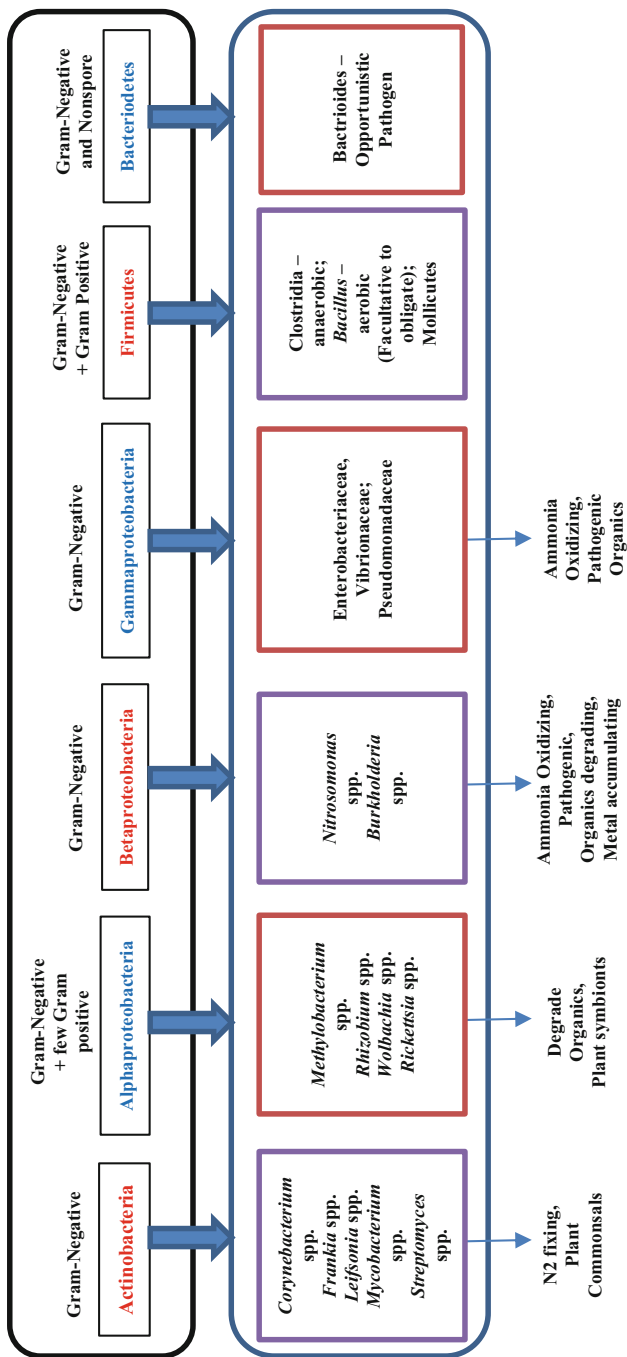 Gram-Negative
Actinobacteria
Gram-Negative
+ few Gram
positive
Alphaproteobacteria
Gram-Negative
Betaproteobacteria
Gram-Negative
Gammaproteobacteria
Gram-Negative
+ Gram Positive
Firmicutes
Gram-Negative
and Nonspore
Bacteriodetes
Corynebacterium
spp.
Frankia spp.
Leifsonia spp.
Mycobacterium
spp.
Streptomyces
spp.
Methylobacterium
spp.
Rhizobium spp.
Wolbachia spp.
Rickettsia spp.
Nitrosomonas
spp.
Burkholderia
spp.
Enterobacteriaceae,
Vibrionaceae;
Pseudomonadaceae
Clostridia –
anaerobic;
Bacillus –
aerobic
(Facultative to
obligate);
Mollicutes
Bactrioides –
Opportunistic
Pathogen
N2 fixing,
Plant
Commonsals
Degrade
Organics,
Plant symbionts
Ammonia Oxidizing,
Pathogenic,
Organics degrading,
Metal accumulating
Ammonia
Oxidizing,
Pathogenic
Organics